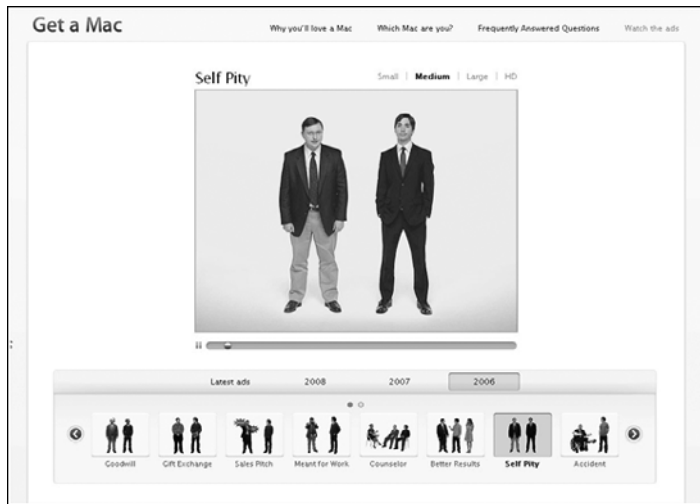 Get a Mac
Why you'll love a Mac Which Mac are you? Frequently Answered Questions Watch the ads
Self Pity Small | Medium | Large | HD
Latest ads 2008 2007 2006
Goodwill Gift Exchange Sales Pitch Meant for Work Counselor Better Results Self Pity Accident